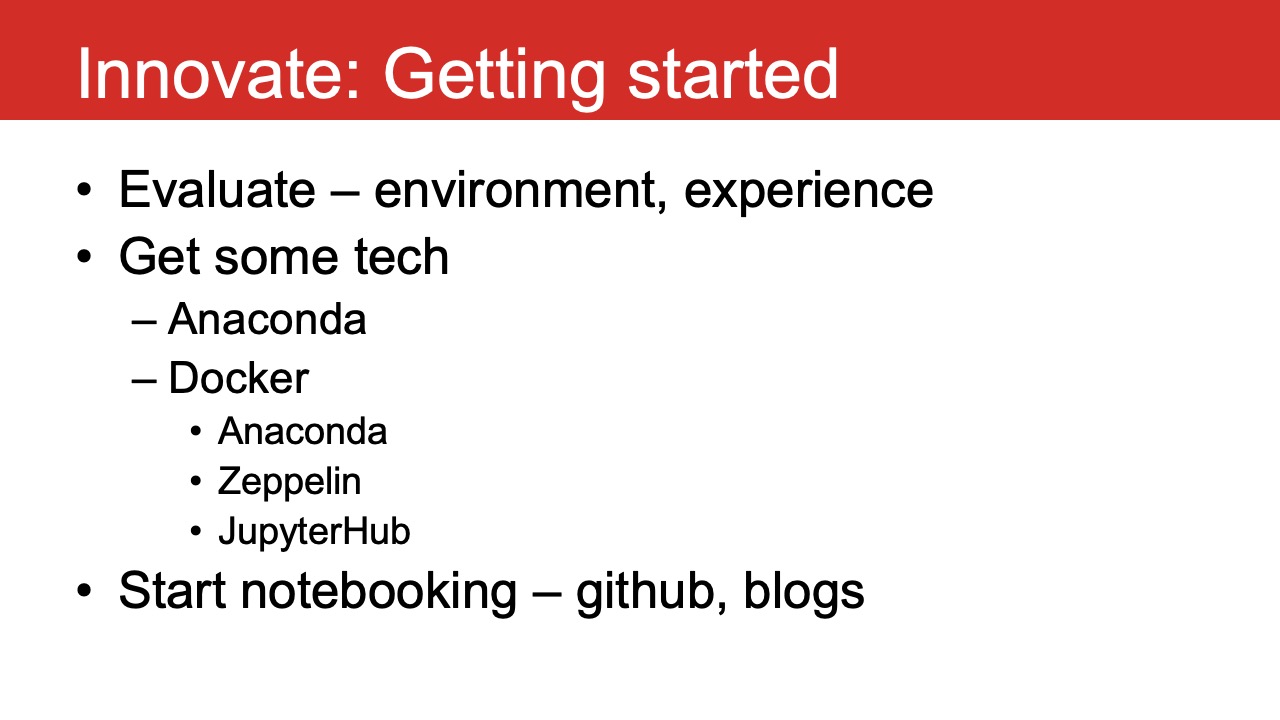 Innovate: Getting started
• Evaluate – environment, experience
• Get some tech
– Anaconda
– Docker
• Anaconda
• Zeppelin
• JupyterHub
• Start notebooking – github, blogs